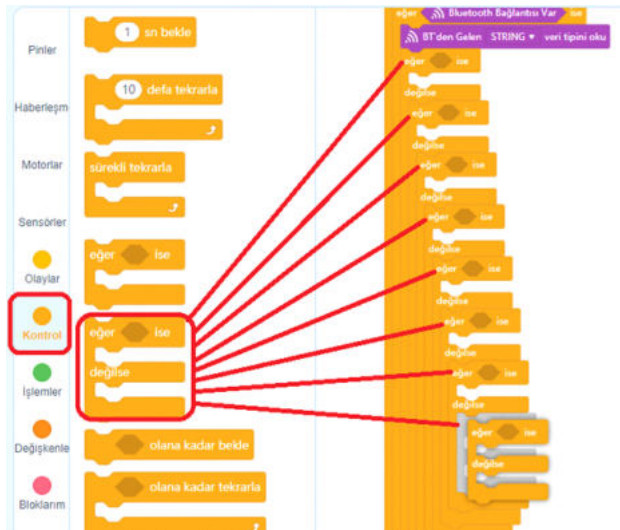 Pinler
Haberleşm
Motorlar
Sensörler
Olaylar
Kontrol
İşlemler
Değişkenle
Bloklarım
1 sn bekle
10 defa tekrarla
sürekli tekrarla
eğer ise
eğer ise
değilse
olana kadar bekle
olana kadar tekrarla
eğer Bluetooth Bağlantısı Var ise
BT'den Gelen STRING veri tipini oku
eğer ise
değilse
eğer ise
değilse
eğer ise
değilse
eğer ise
değilse
eğer ise
değilse
eğer ise
değilse
eğer ise
değilse
eğer ise
değilse